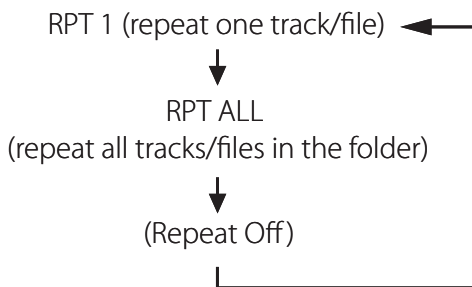 RPT 1 (repeat one track/file)
RPT ALL
(repeat all tracks/files in the folder)
(Repeat Off)